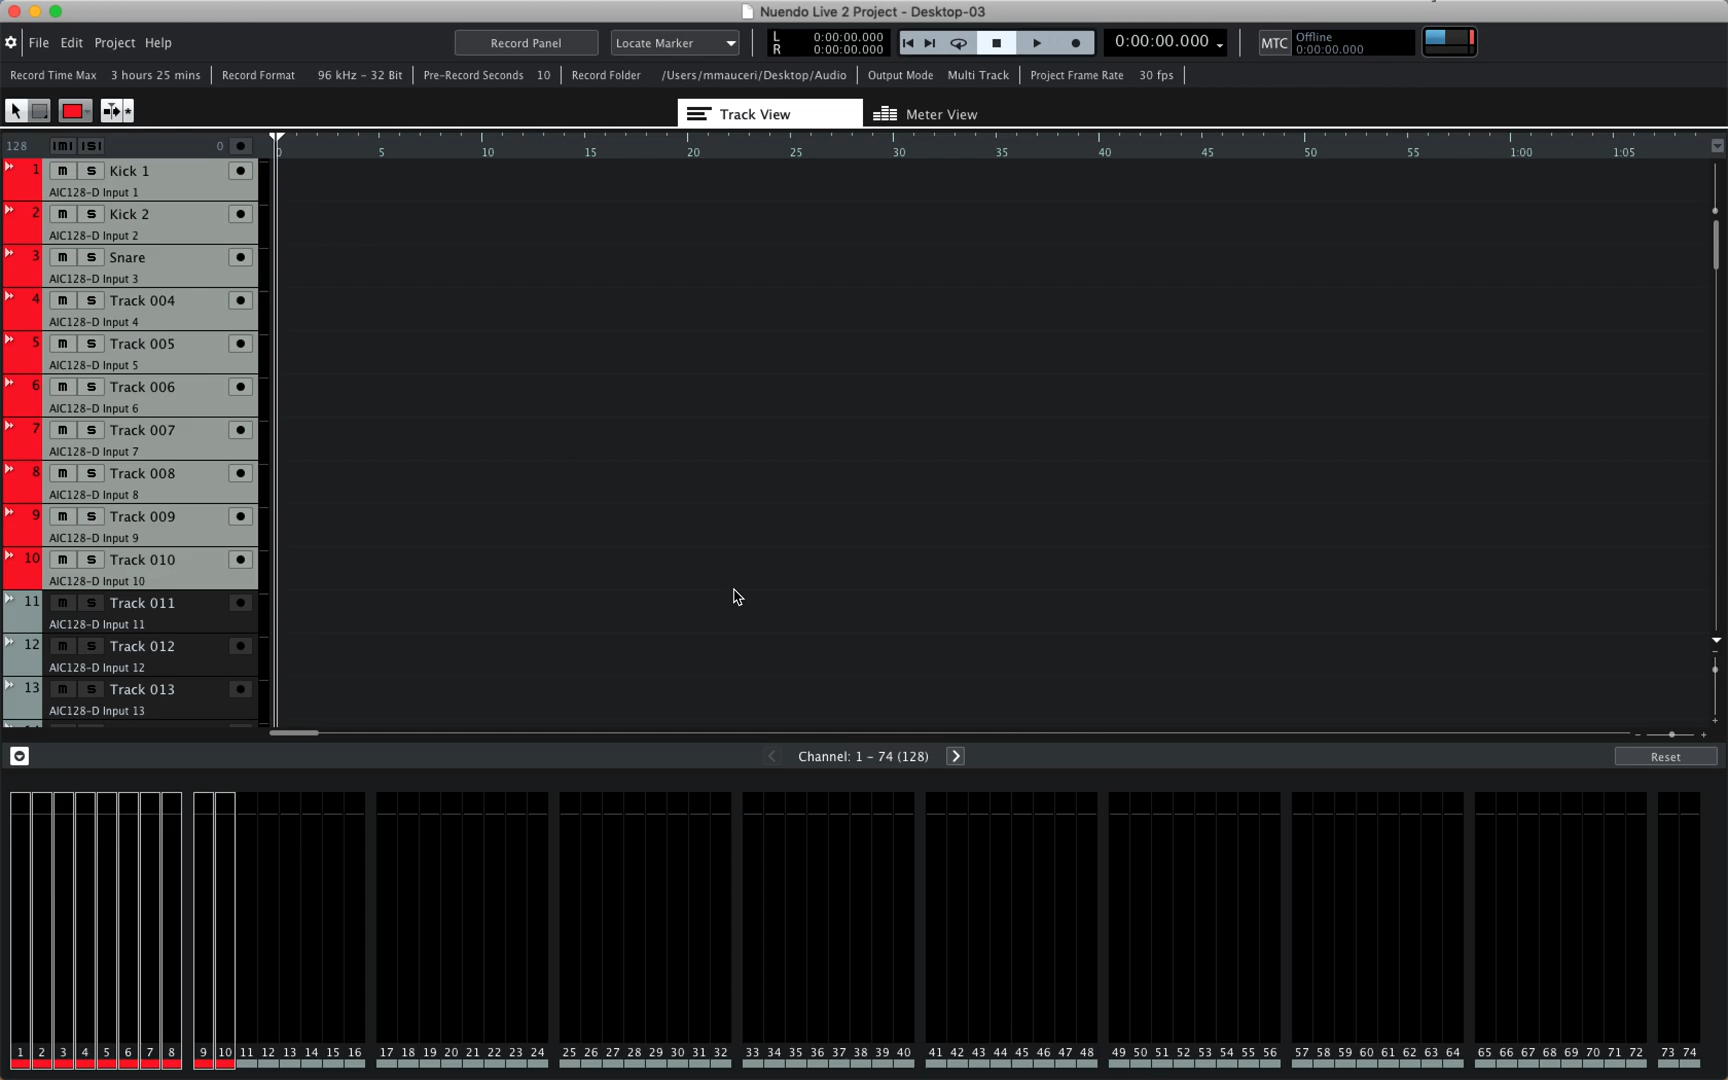 Nuendo Live 2 Project - Desktop-03
File Edit Project Help
Record Panel
Locate Marker
L 0:00:00.000
R 0:00:00.000
0:00:00.000
MTC
Offline
0:00:00.000
Record Time Max 3 hours 25 mins Record Format 96 kHz - 32 Bit Pre-Record Seconds 10 Record Folder /Users/mmauceri/Desktop/Audio Output Mode Multi Track Project Frame Rate 30 fps
Track View
Meter View
128 |M| |S| 0
0 5 10 15 20 25 30 35 40 45 50 55 1:00 1:05
1 m s Kick 1
AIC128-D Input 1
2 m s Kick 2
AIC128-D Input 2
3 m s Snare
AIC128-D Input 3
4 m s Track 004
AIC128-D Input 4
5 m s Track 005
AIC128-D Input 5
6 m s Track 006
AIC128-D Input 6
7 m s Track 007
AIC128-D Input 7
8 m s Track 008
AIC128-D Input 8
9 m s Track 009
AIC128-D Input 9
10 m s Track 010
AIC128-D Input 10
11 m s Track 011
AIC128-D Input 11
12 m s Track 012
AIC128-D Input 12
13 m s Track 013
AIC128-D Input 13
Channel: 1 - 74 (128)
Reset
1 2 3 4 5 6 7 8 9 10 11 12 13 14 15 16 17 18 19 20 21 22 23 24 25 26 27 28 29 30 31 32 33 34 35 36 37 38 39 40 41 42 43 44 45 46 47 48 49 50 51 52 53 54 55 56 57 58 59 60 61 62 63 64 65 66 67 68 69 70 71 72 73 74